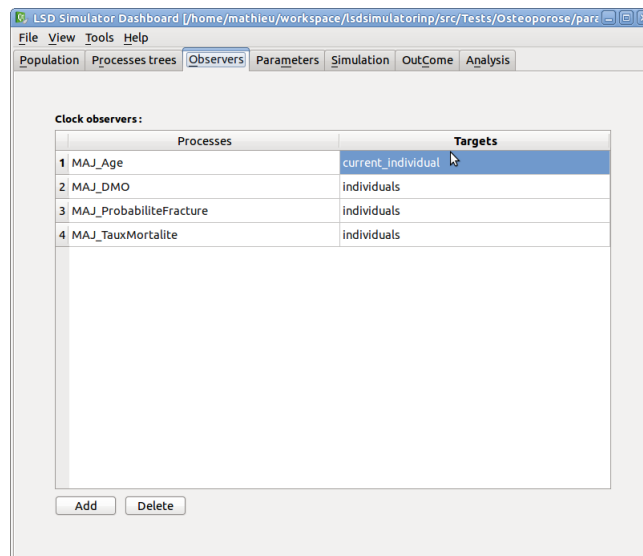 LSD Simulator Dashboard [/home/mathieu/workspace/lsdsimulatorinp/src/Tests/Osteoporose/para
File View Tools Help
Population Processes trees Observers Parameters Simulation OutCome Analysis
Clock observers :
Processes Targets
1 MAJ_Age current_individual
2 MAJ_DMO individuals
3 MAJ_ProbabiliteFracture individuals
4 MAJ_TauxMortalite individuals
Add Delete